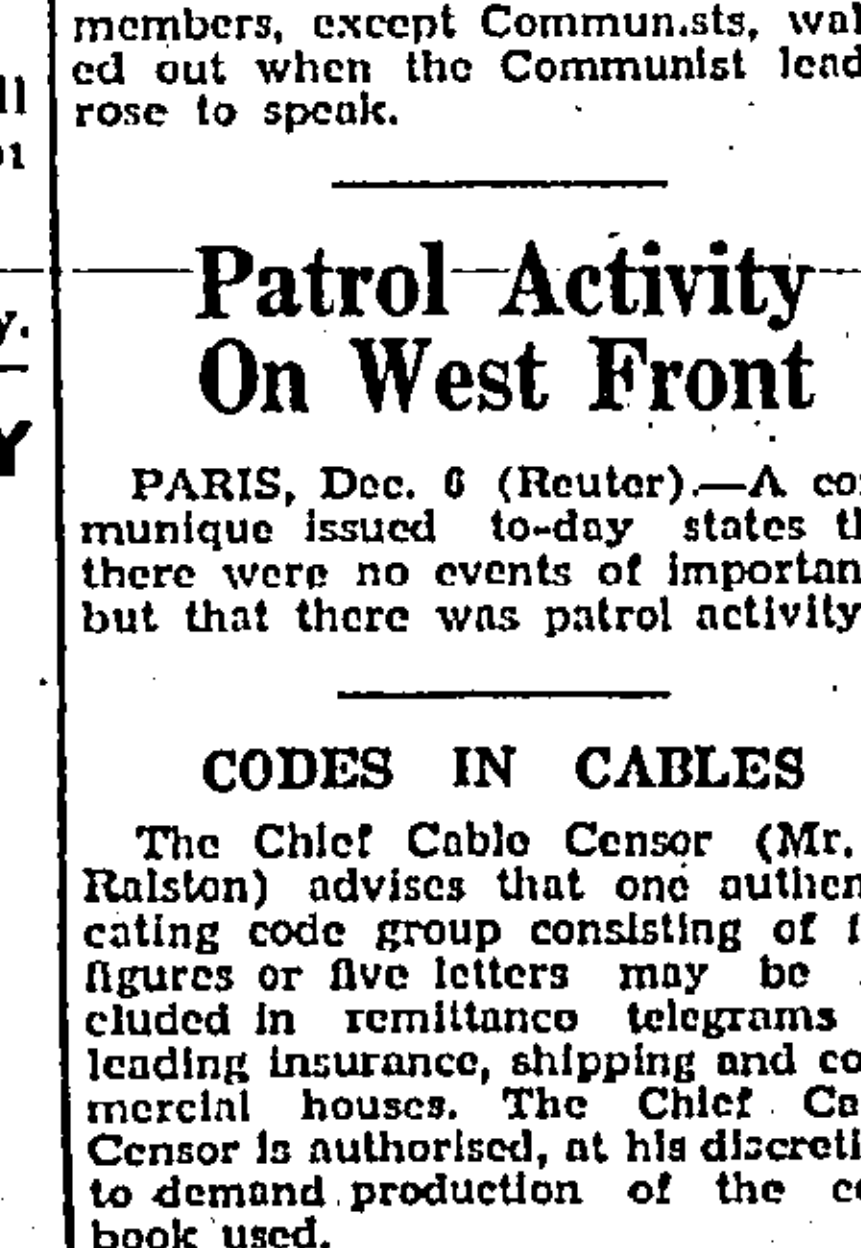 members, except Commun.sts, wal
ed out when the Communist lead
rose to speak.
ll
y.
Y
Patrol Activity
On West Front
PARIS, Dec. 6 (Reuter).—A co
munique issued to-day states th
there were no events of importan
but that there was patrol activity
CODES IN CABLES
The Chief Cable Censor (Mr.
Ralston) advises that one authen
cating code group consisting of f
figures or five letters may be
cluded in remittance telegrams
leading insurance, shipping and co
mercial houses. The Chief Ca
Censor is authorised, at his discreti
to demand production of the co
book used.